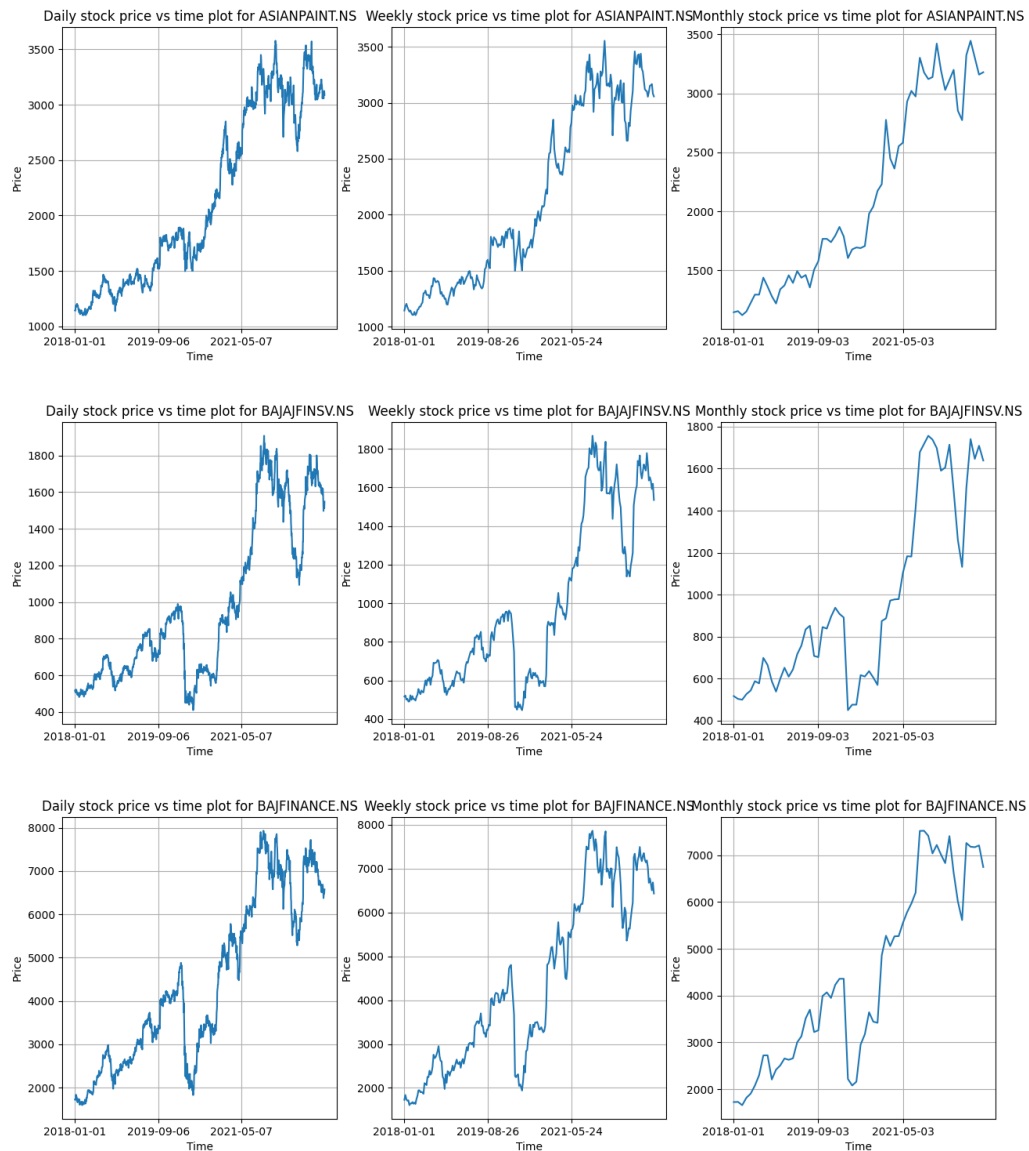 Daily stock price vs time plot for ASIANPAINT.NS
3500
3000
2500
2000
1500
1000
Price
2018-01-01 2019-09-06 2021-05-07
Time
Weekly stock price vs time plot for ASIANPAINT.NS
3500
3000
2500
2000
1500
1000
Price
2018-01-01 2019-08-26 2021-05-24
Time
Monthly stock price vs time plot for ASIANPAINT.NS
3500
3000
2500
2000
1500
Price
2018-01-01 2019-09-03 2021-05-03
Time
Daily stock price vs time plot for BAJAJFINSV.NS
1800
1600
1400
1200
1000
800
600
400
Price
2018-01-01 2019-09-06 2021-05-07
Time
Weekly stock price vs time plot for BAJAJFINSV.NS
1800
1600
1400
1200
1000
800
600
400
Price
2018-01-01 2019-08-26 2021-05-24
Time
Monthly stock price vs time plot for BAJAJFINSV.NS
1800
1600
1400
1200
1000
800
600
400
Price
2018-01-01 2019-09-03 2021-05-03
Time
Daily stock price vs time plot for BAJFINANCE.NS
8000
7000
6000
5000
4000
3000
2000
Price
2018-01-01 2019-09-06 2021-05-07
Time
Weekly stock price vs time plot for BAJFINANCE.NS
8000
7000
6000
5000
4000
3000
2000
Price
2018-01-01 2019-08-26 2021-05-24
Time
Monthly stock price vs time plot for BAJFINANCE.NS
7000
6000
5000
4000
3000
2000
Price
2018-01-01 2019-09-03 2021-05-03
Time